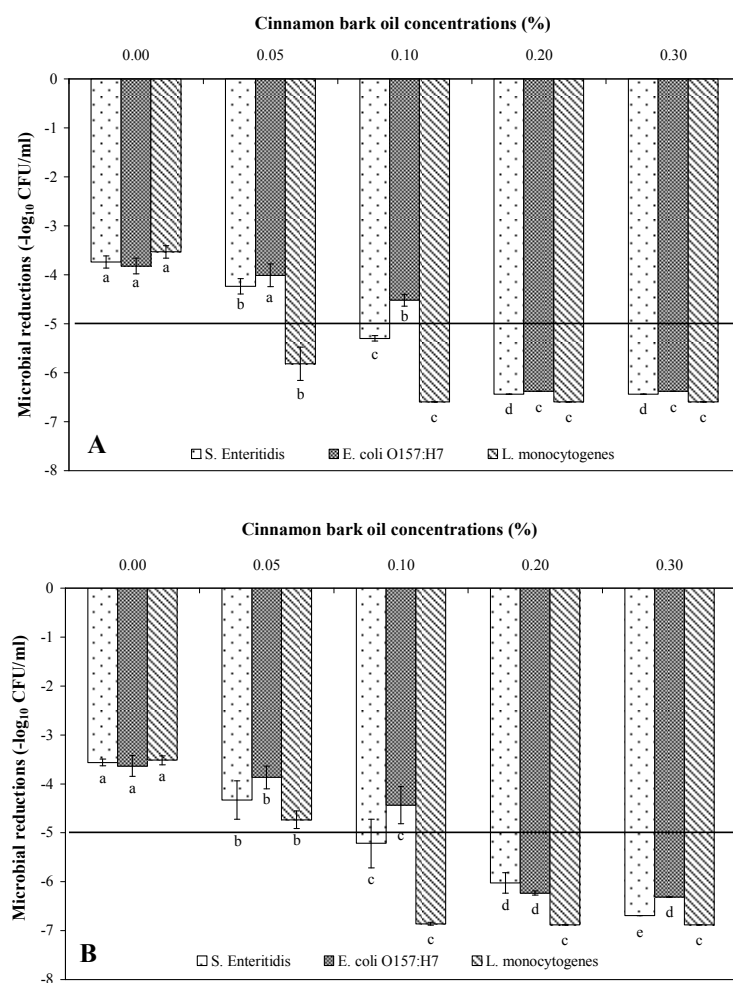 Cinnamon bark oil concentrations (%)
0.00 0.05 0.10 0.20 0.30
Microbial reductions (-log10 CFU/ml)
0
-1
-2
-3
-4
-5
-6
-7
-8
a a a b a b c b c d c c d c c
A
S. Enteritidis E. coli O157:H7 L. monocytogenes
Cinnamon bark oil concentrations (%)
0.00 0.05 0.10 0.20 0.30
Microbial reductions (-log10 CFU/ml)
0
-1
-2
-3
-4
-5
-6
-7
-8
a a a b b b c c c d d c e d c
B
S. Enteritidis E. coli O157:H7 L. monocytogenes